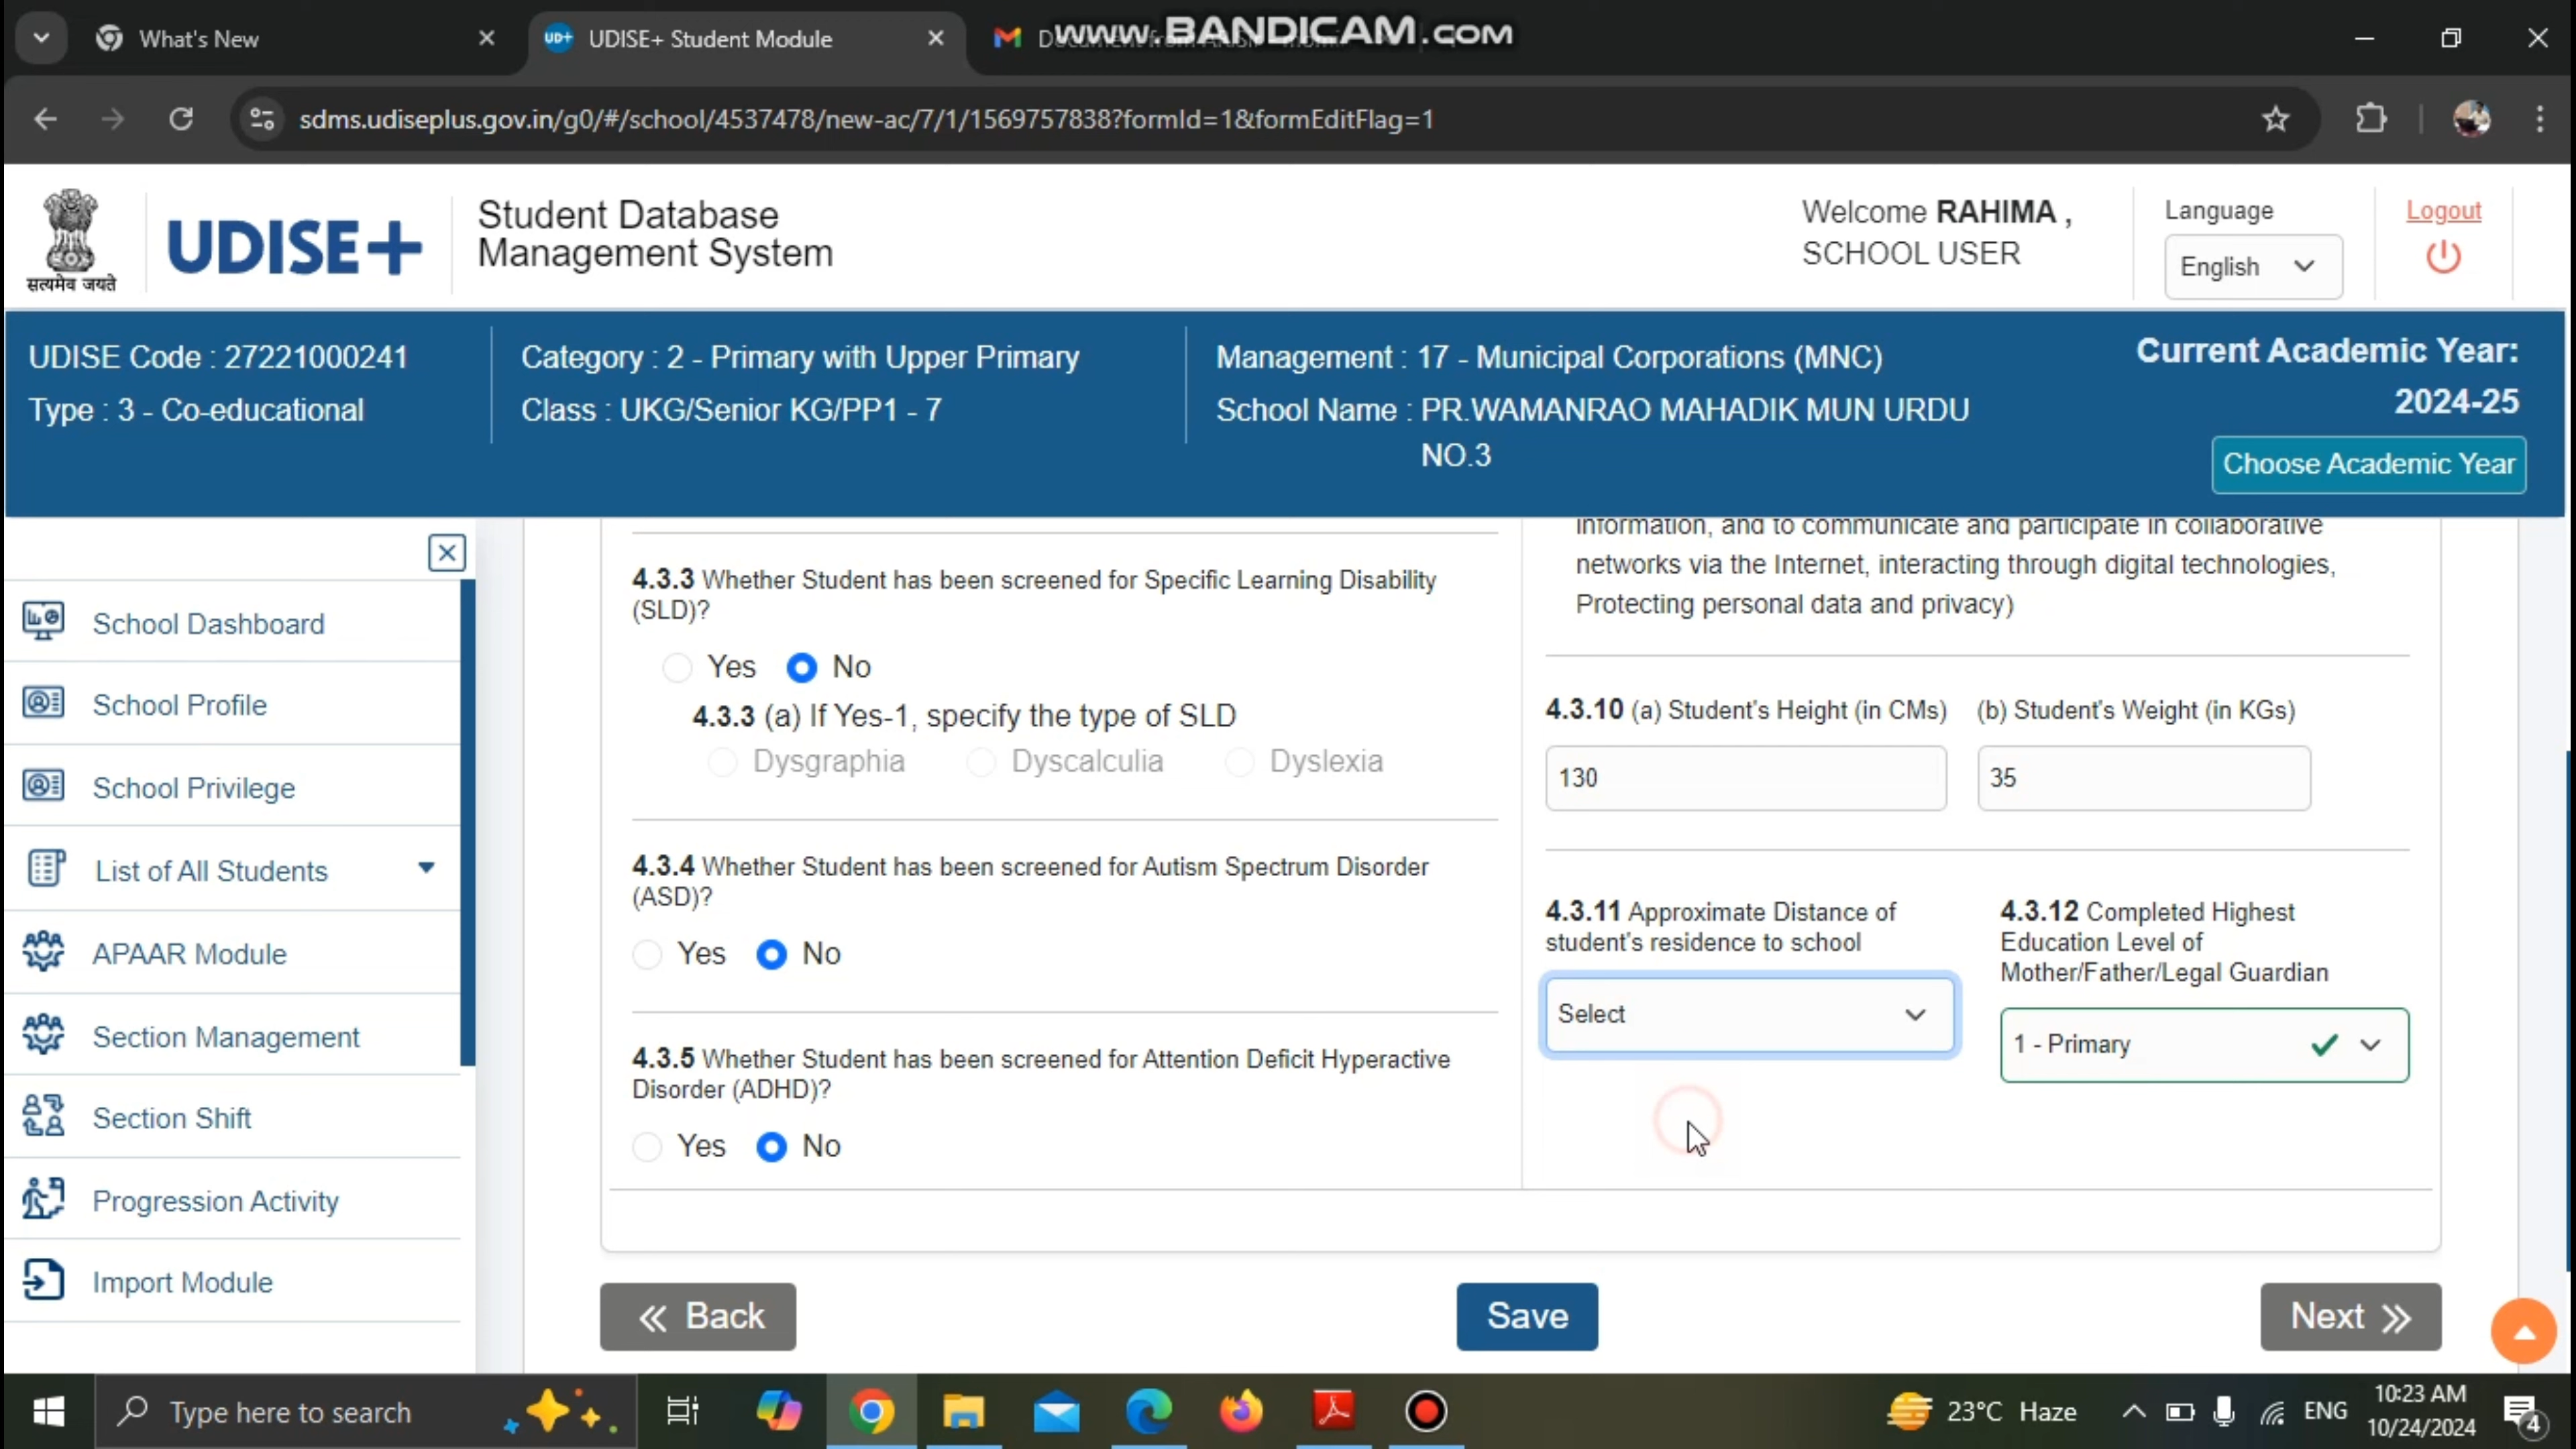 What's New
UDISE+ Student Module
www.BANDICAM.com
sdms.udiseplus.gov.in/g0/#/school/4537478/new-ac/7/1/1569757838?formId=1&formEditFlag=1
सत्यमेव जयते
UDISE+
Student Database
Management System
Welcome RAHIMA ,
SCHOOL USER
Language
English
Logout
UDISE Code : 27221000241
Type : 3 - Co-educational
Category : 2 - Primary with Upper Primary
Class : UKG/Senior KG/PP1 - 7
Management : 17 - Municipal Corporations (MNC)
School Name : PR.WAMANRAO MAHADIK MUN URDU
NO.3
Current Academic Year:
2024-25
Choose Academic Year
School Dashboard
School Profile
School Privilege
List of All Students
APAAR Module
Section Management
Section Shift
Progression Activity
Import Module
4.3.3 Whether Student has been screened for Specific Learning Disability
(SLD)?
Yes No
4.3.3 (a) If Yes-1, specify the type of SLD
Dysgraphia Dyscalculia Dyslexia
4.3.4 Whether Student has been screened for Autism Spectrum Disorder
(ASD)?
Yes No
4.3.5 Whether Student has been screened for Attention Deficit Hyperactive
Disorder (ADHD)?
Yes No
information, and to communicate and participate in collaborative
networks via the Internet, interacting through digital technologies,
Protecting personal data and privacy)
4.3.10 (a) Student's Height (in CMs) (b) Student's Weight (in KGs)
130 35
4.3.11 Approximate Distance of
student's residence to school
Select
4.3.12 Completed Highest
Education Level of
Mother/Father/Legal Guardian
1 - Primary
Back
Save
Next
Type here to search
23°C Haze
ENG
10:23 AM
10/24/2024
4